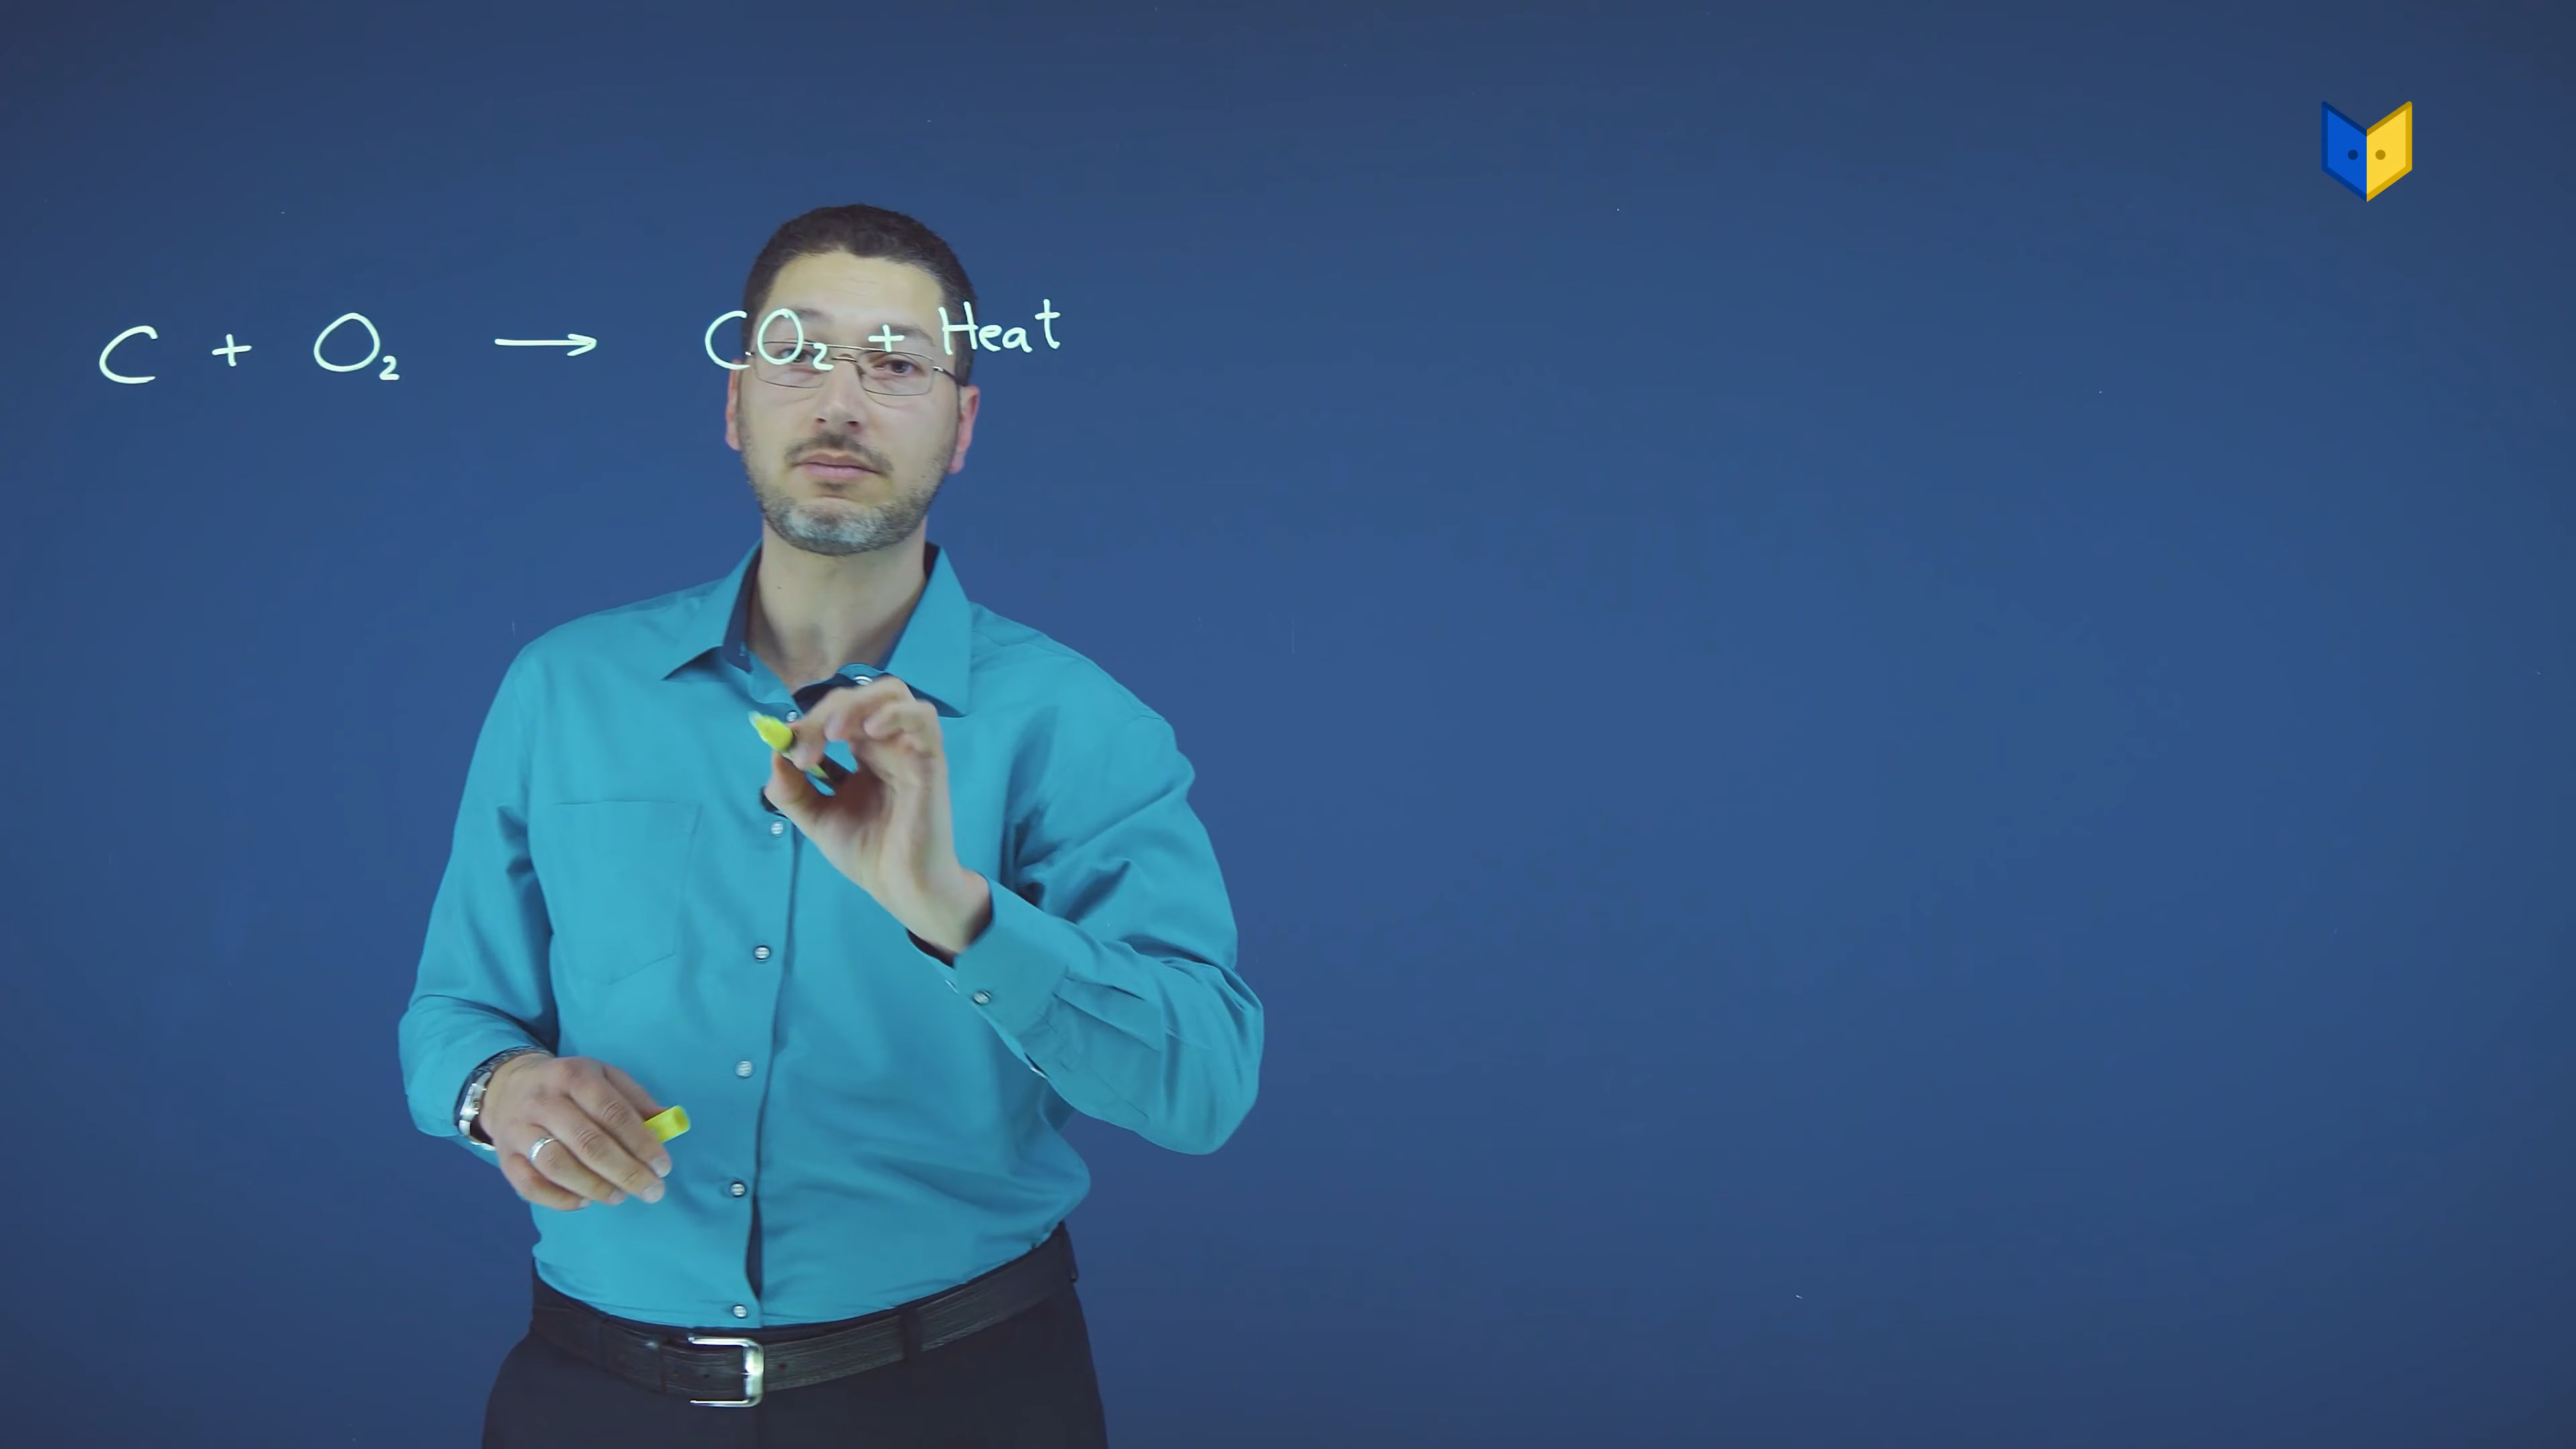 C + O₂ → CO₂ + Heat